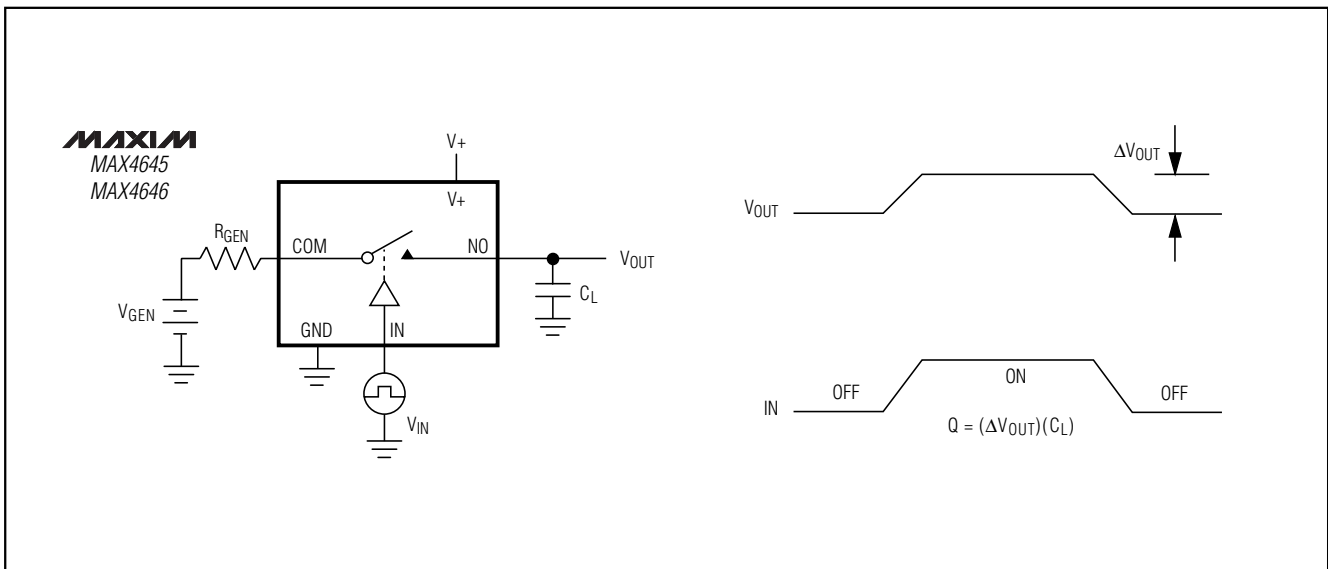 MAXIM
MAX4645
MAX4646
V+
V+
RGEN
COM
NO
VOUT
CL
VGEN
GND
IN
VIN
ΔVOUT
VOUT
OFF
ON
OFF
IN
Q = (ΔVOUT)(CL)